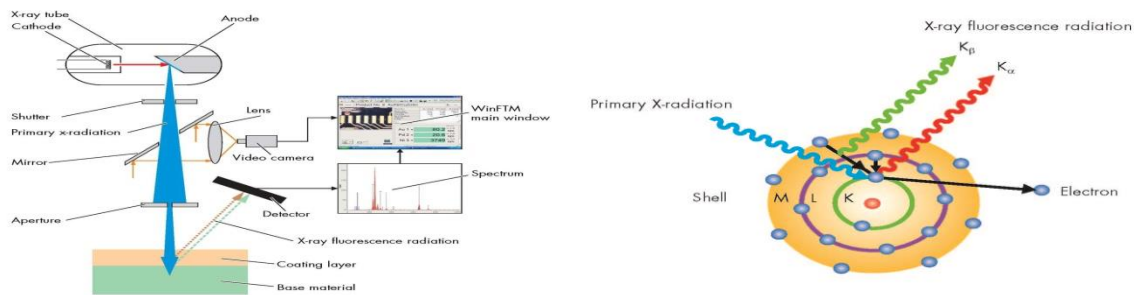 X-ray tube
Cathode
Anode
Shutter
Primary x-radiation
Lens
Mirror
Video camera
WinFTM
main window
Spectrum
Aperture
Detector
X-ray fluorescence radiation
Coating layer
Base material
X-ray fluorescence radiation
Kβ
Kα
Primary X-radiation
Shell
M
L
K
Electron